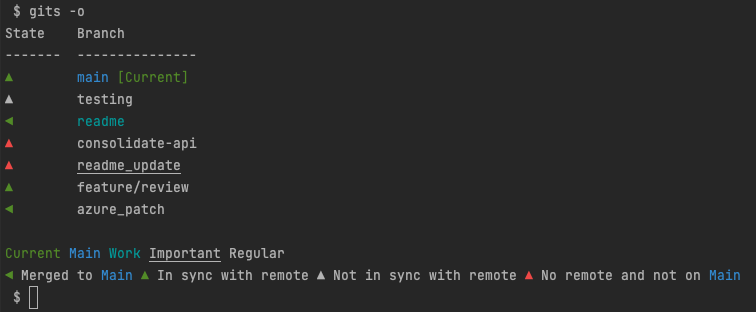 $ gits -o
State Branch
------- ---------------
▲ main [Current]
▲ testing
◄ readme
▲ consolidate-api
▲ readme_update
▲ feature/review
◄ azure_patch
Current Main Work Important Regular
◄ Merged to Main ▲ In sync with remote ▲ Not in sync with remote ▲ No remote and not on Main
$